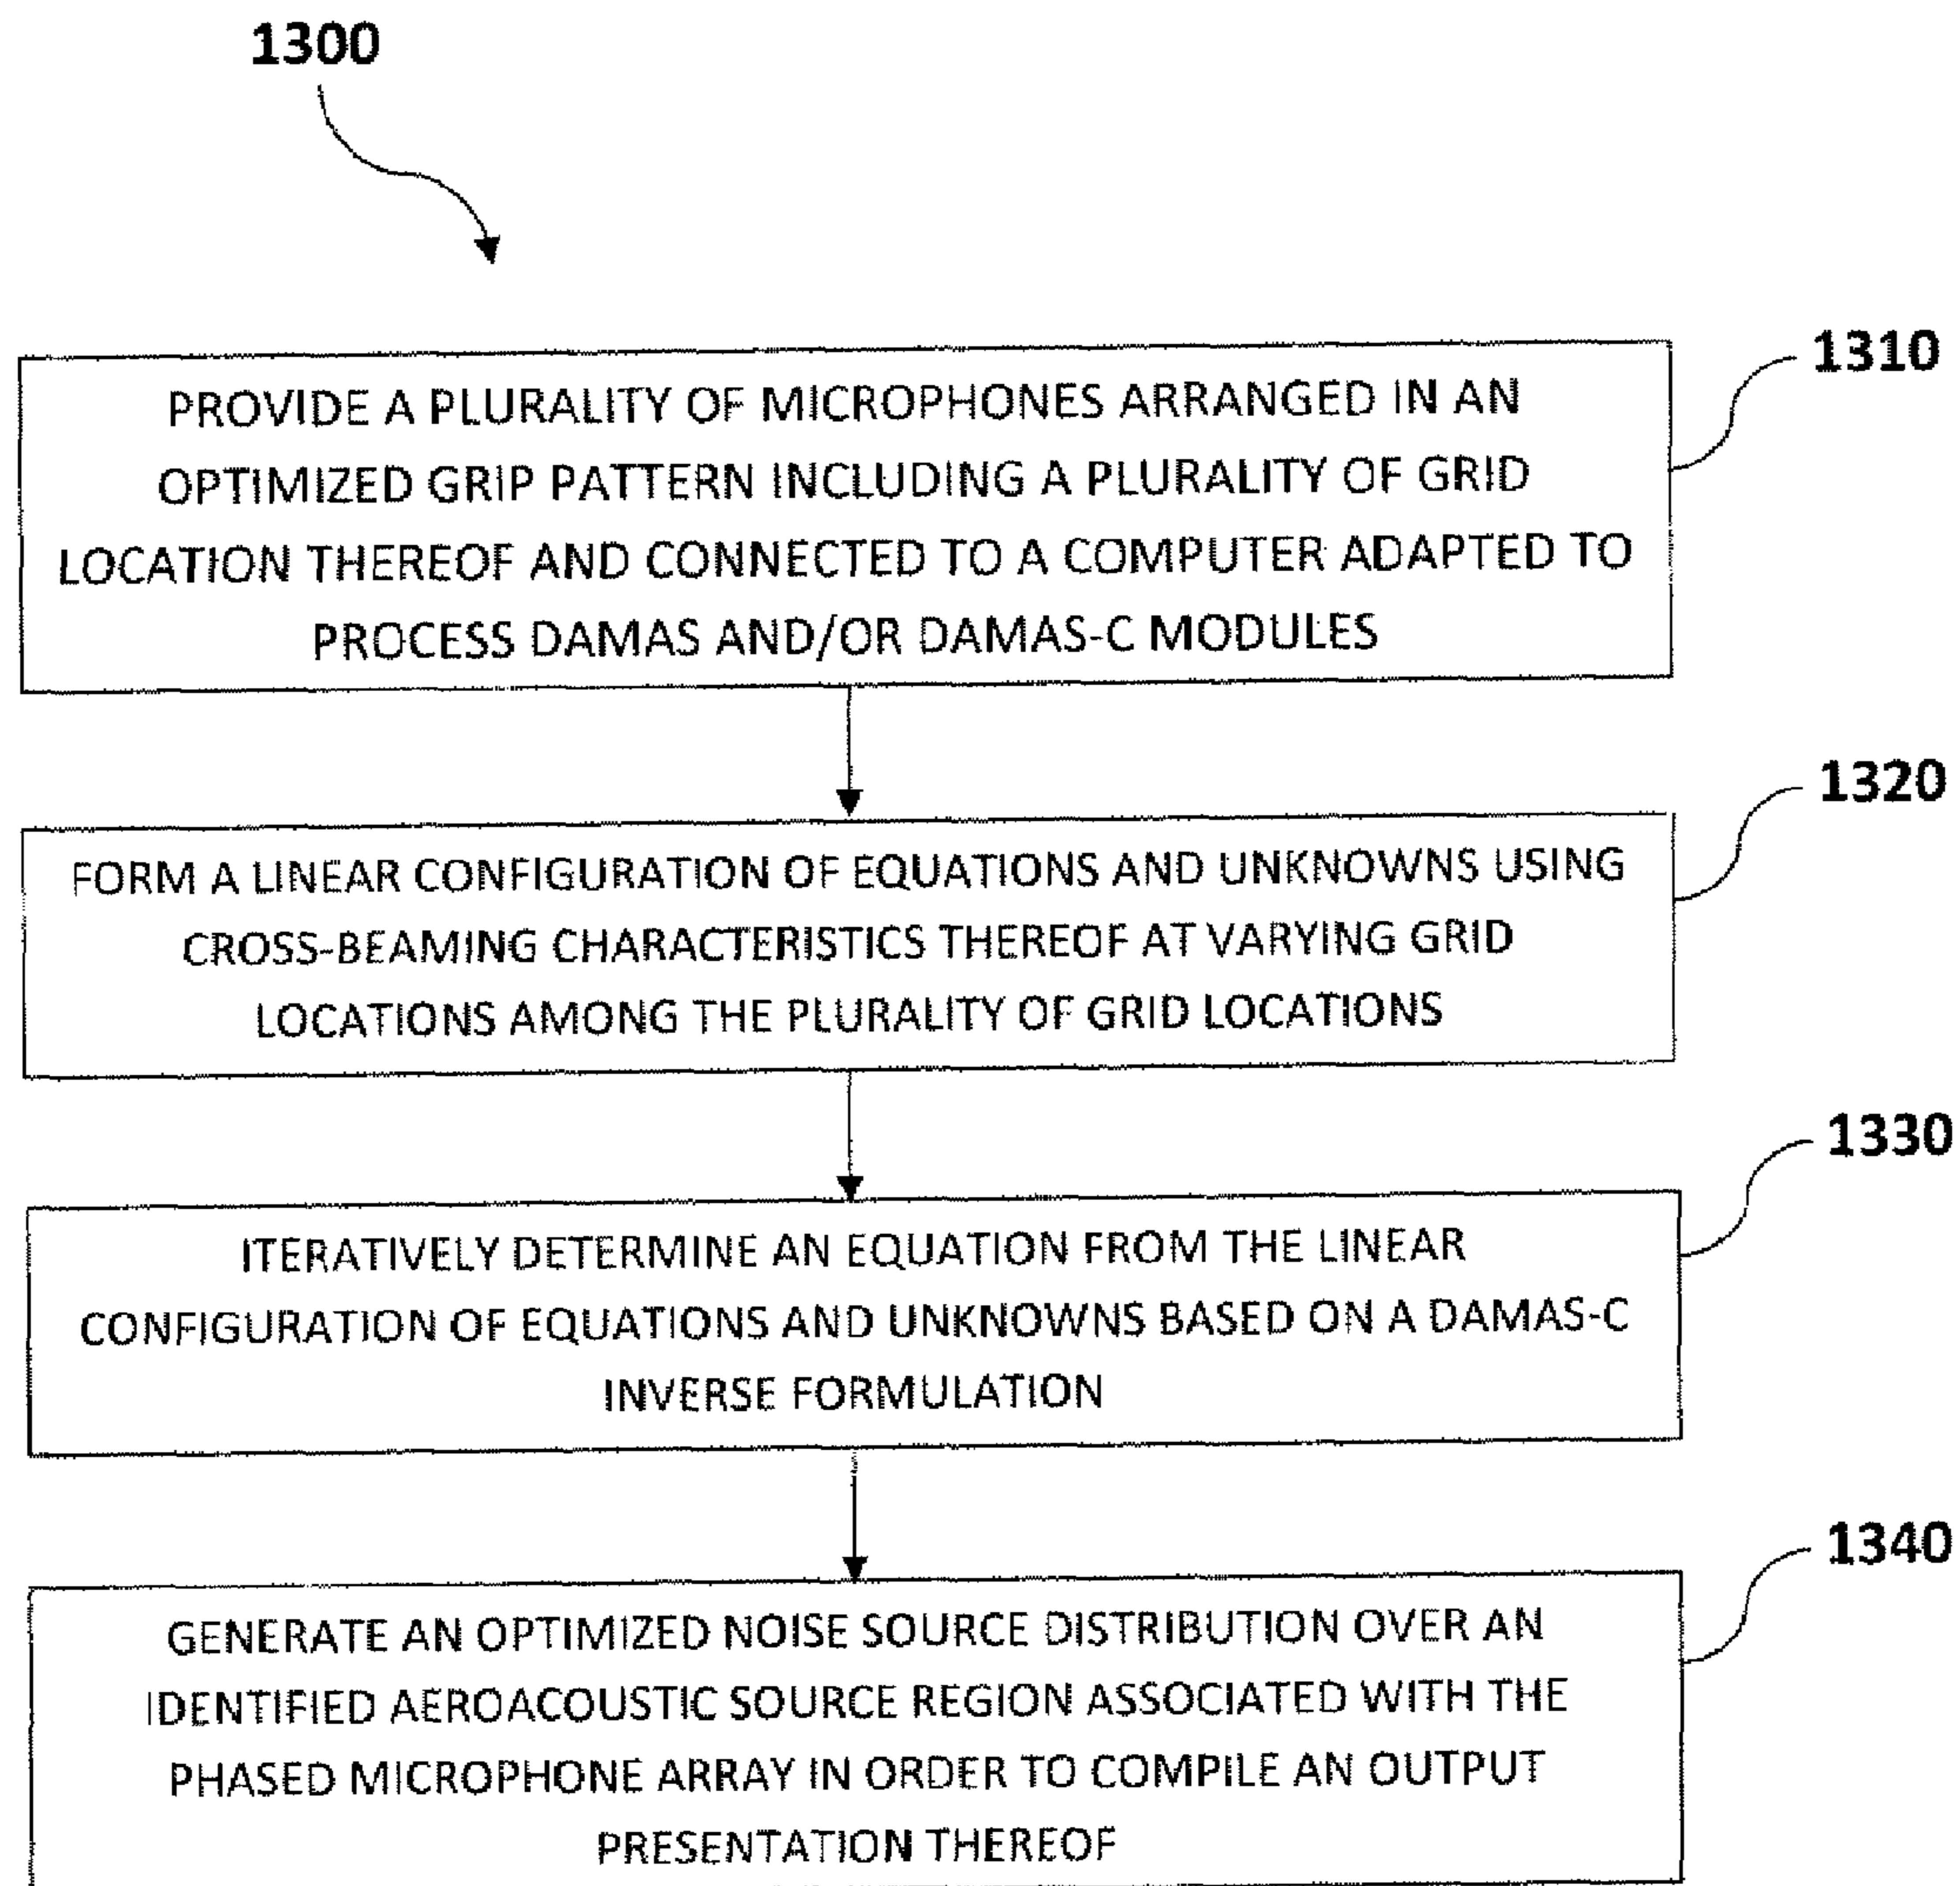 1300
1310
PROVIDE A PLURALITY OF MICROPHONES ARRANGED IN AN
OPTIMIZED GRIP PATTERN INCLUDING A PLURALITY OF GRID
LOCATION THEREOF AND CONNECTED TO A COMPUTER ADAPTED TO
PROCESS DAMAS AND/OR DAMAS-C MODULES
1320
FORM A LINEAR CONFIGURATION OF EQUATIONS AND UNKNOWNS USING
CROSS-BEAMING CHARACTERISTICS THEREOF AT VARYING GRID
LOCATIONS AMONG THE PLURALITY OF GRID LOCATIONS
1330
ITERATIVELY DETERMINE AN EQUATION FROM THE LINEAR
CONFIGURATION OF EQUATIONS AND UNKNOWNS BASED ON A DAMAS-C
INVERSE FORMULATION
1340
GENERATE AN OPTIMIZED NOISE SOURCE DISTRIBUTION OVER AN
IDENTIFIED AEROACOUSTIC SOURCE REGION ASSOCIATED WITH THE
PHASED MICROPHONE ARRAY IN ORDER TO COMPILE AN OUTPUT
PRESENTATION THEREOF